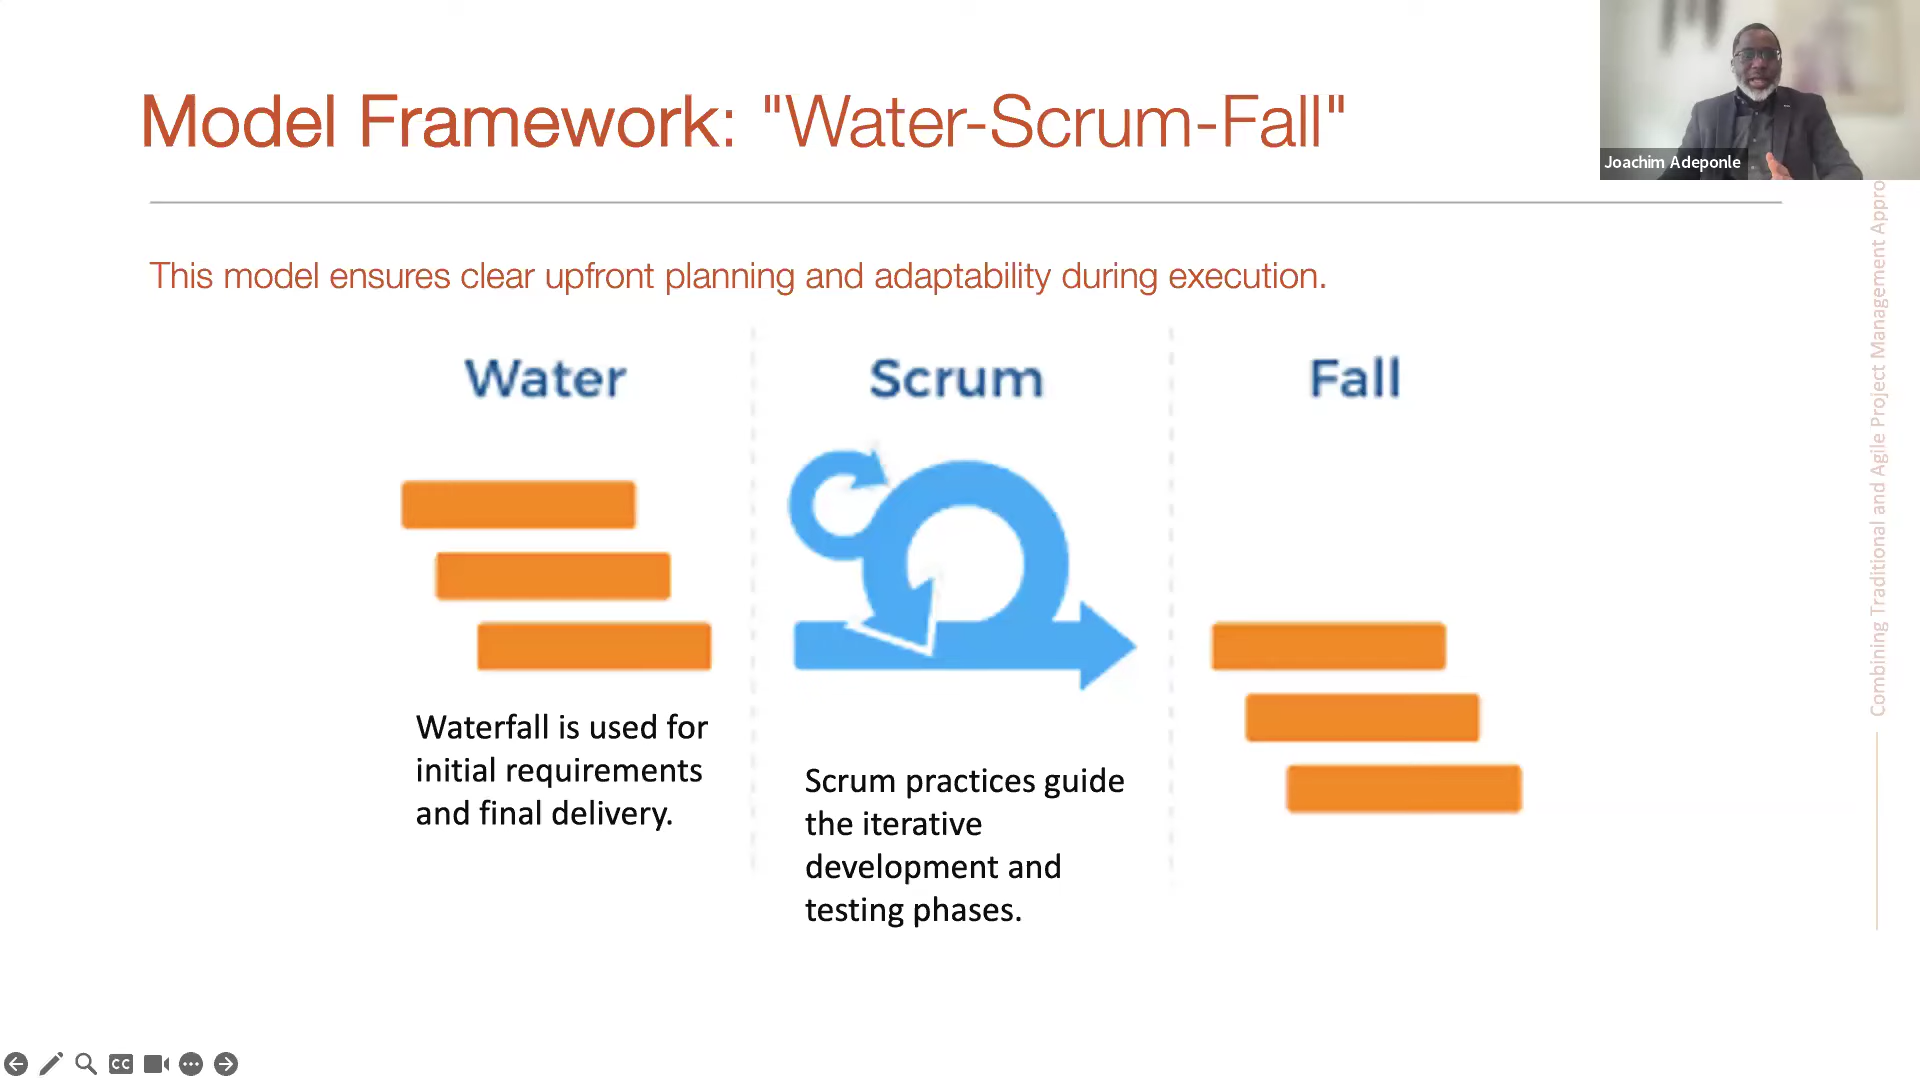 Model Framework: "Water-Scrum-Fall"
Joachim Adeponle
This model ensures clear upfront planning and adaptability during execution.
Water
Scrum
Fall
Waterfall is used for
initial requirements
and final delivery.
Scrum practices guide
the iterative
development and
testing phases.
Combining Traditional and Agile Project Management Appro
CC